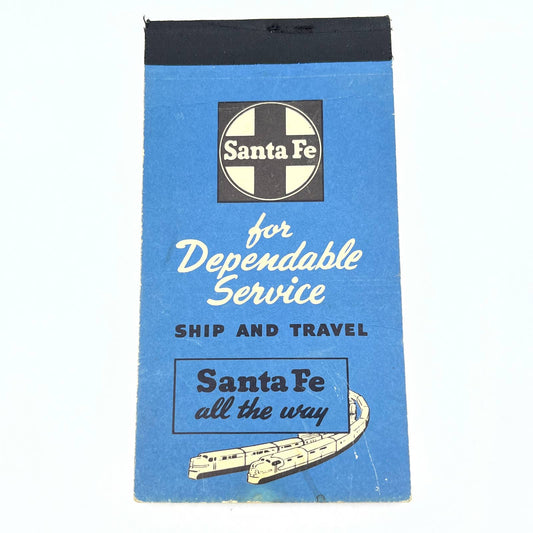 Santa Fe
for
Dependable
Service
SHIP AND TRAVEL
Santa Fe
all the way